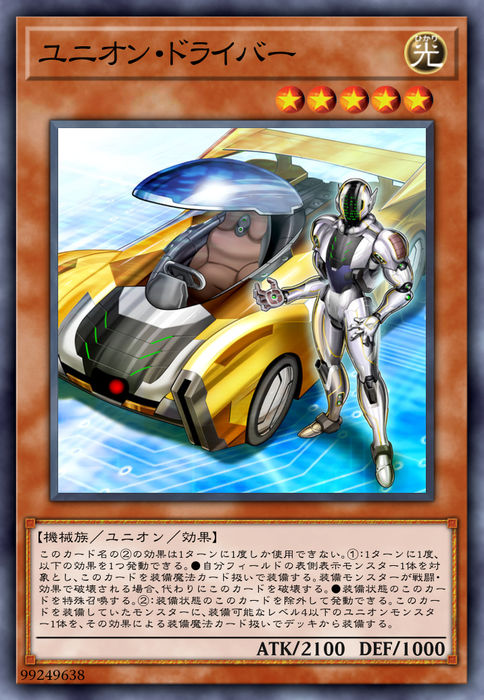 ユニオン・ドライバー
ひかり
光
【機械族／ユニオン／効果】
このカード名の②の効果は1ターンに1度しか使用できない。①：1ターンに1度、
以下の効果を1つ発動できる。●自分フィールドの表側表示モンスター1体を対
象とし、このカードを装備魔法カード扱いで装備する。装備モンスターが戦闘・
効果で破壊される場合、代わりにこのカードを破壊する。●装備状態のこのカー
ドを特殊召喚する。②：装備状態のこのカードを除外して発動できる。このカー
ドを装備していたモンスターに、装備可能なレベル4以下のユニオンモンス
ター1体を、その効果による装備魔法カード扱いでデッキから装備する。
ATK/2100 DEF/1000
99249638